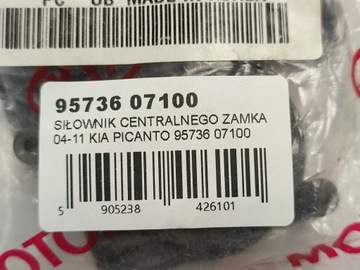 95736 07100
SIŁOWNIK CENTRALNEGO ZAMKA
04-11 KIA PICANTO 95736 07100
5 905238 426101